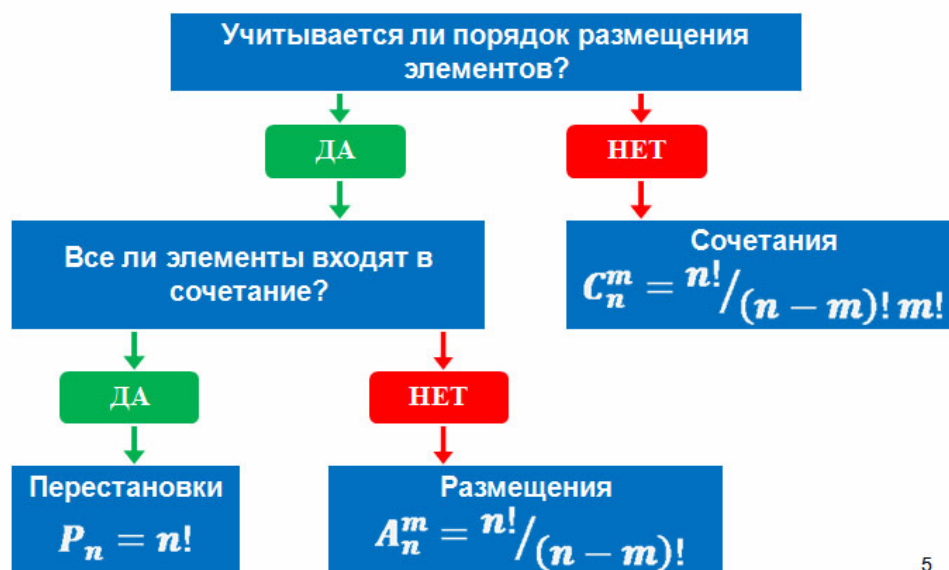 Учитывается ли порядок размещения
элементов?
ДА
НЕТ
Все ли элементы входят в
сочетание?
Сочетания
C_n^m = n!/(n − m)! m!
ДА
НЕТ
Перестановки
P_n = n!
Размещения
A_n^m = n!/(n − m)!
5